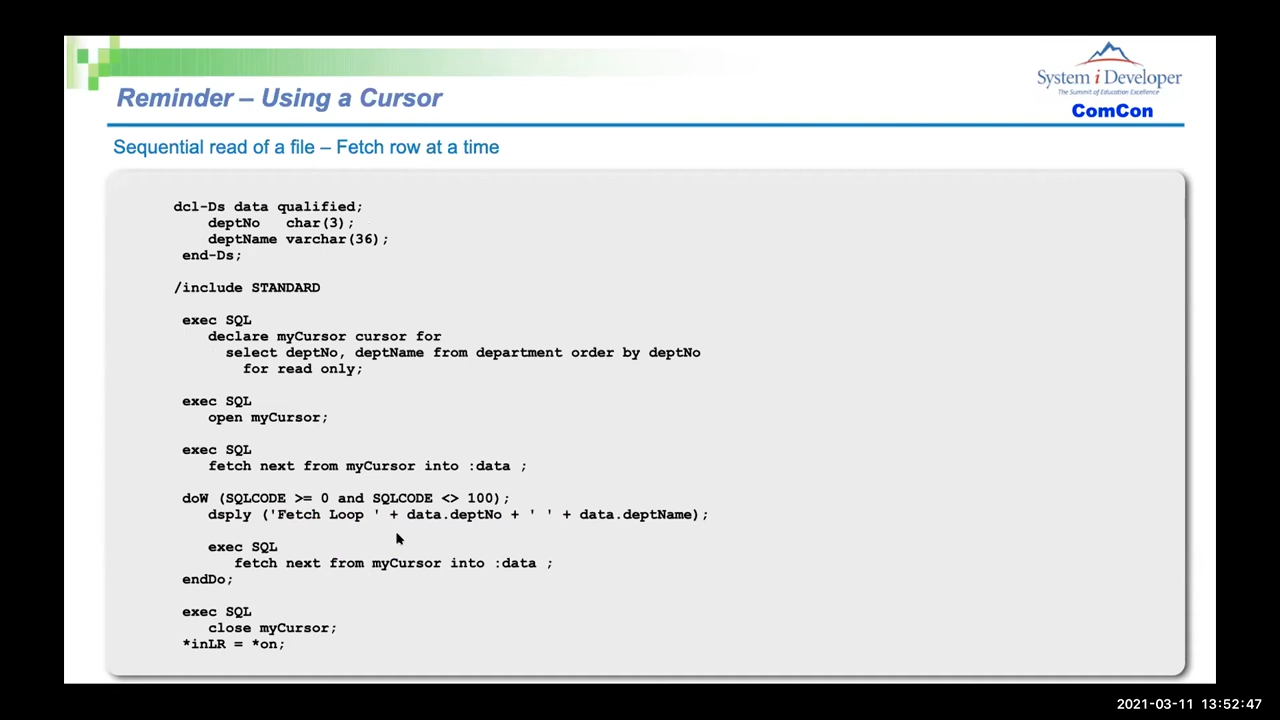 System i Developer
The Summit of Education Excellence
ComCon
Reminder – Using a Cursor
Sequential read of a file – Fetch row at a time
dcl-Ds data qualified;
deptNo char(3);
deptName varchar(36);
end-Ds;
/include STANDARD
exec SQL
declare myCursor cursor for
select deptNo, deptName from department order by deptNo
for read only;
exec SQL
open myCursor;
exec SQL
fetch next from myCursor into :data ;
doW (SQLCODE >= 0 and SQLCODE <> 100);
dsply ('Fetch Loop ' + data.deptNo + ' ' + data.deptName);
exec SQL
fetch next from myCursor into :data ;
endDo;
exec SQL
close myCursor;
*inLR = *on;
2021-03-11 13:52:47